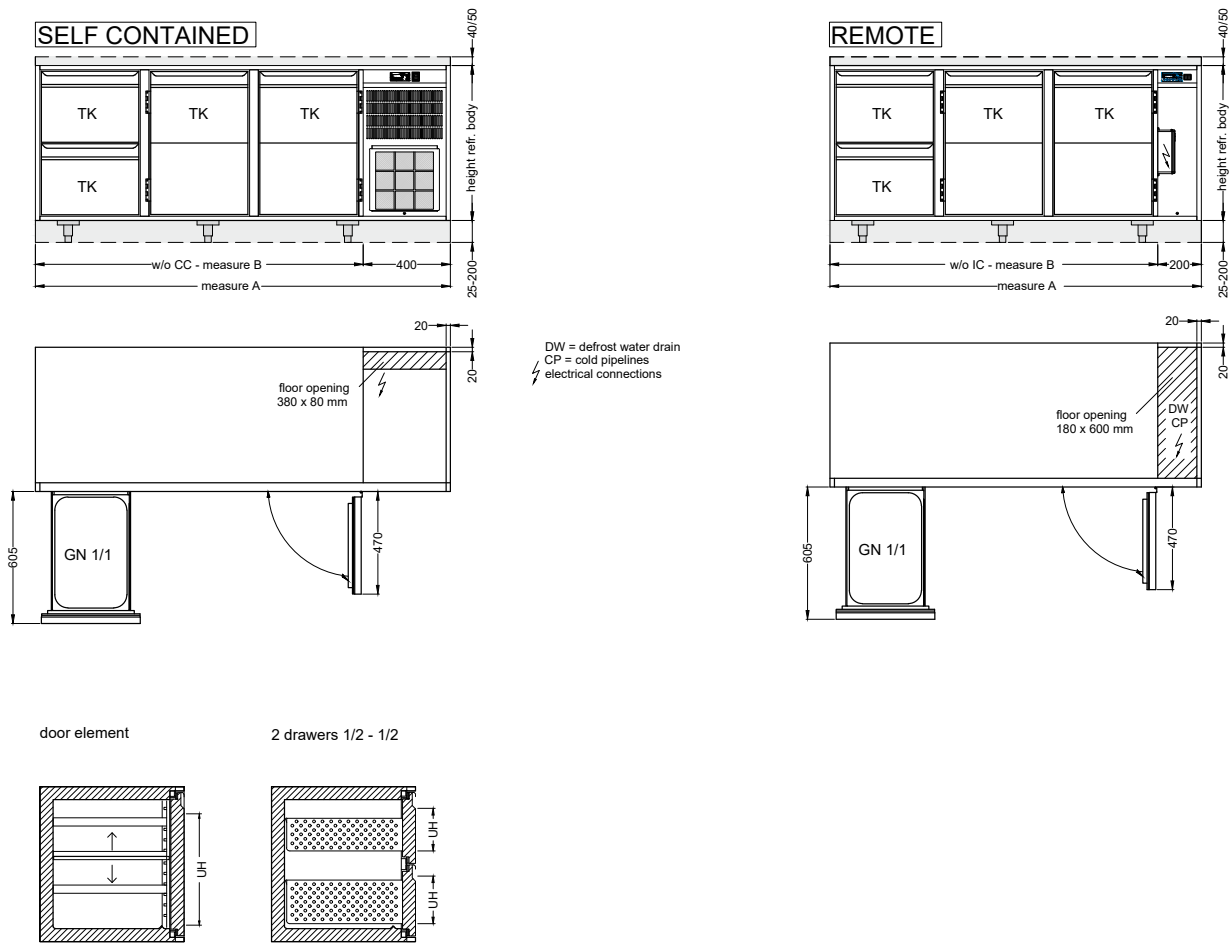 SELF CONTAINED
40/50
TK
TK
TK
TK
height refr. body
w/o CC - measure B
400
measure A
25-200
REMOTE
40/50
TK
TK
TK
TK
height refr. body
w/o IC - measure B
200
measure A
25-200
20
20
floor opening
380 x 80 mm
GN 1/1
605
470
DW = defrost water drain
CP = cold pipelines
electrical connections
20
20
floor opening
180 x 600 mm
DW
CP
GN 1/1
605
470
door element
UH
2 drawers 1/2 - 1/2
UH
UH